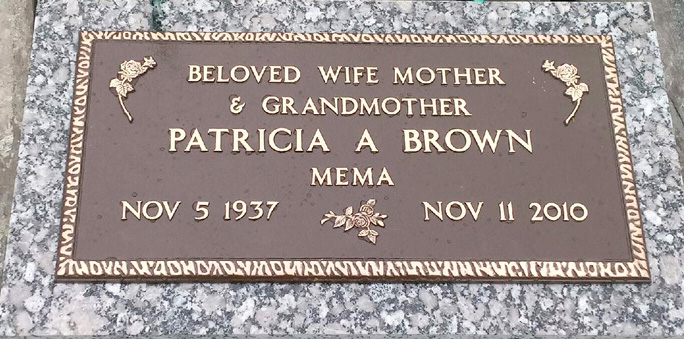 BELOVED WIFE MOTHER
& GRANDMOTHER
PATRICIA A BROWN
MEMA
NOV 5 1937 NOV 11 2010